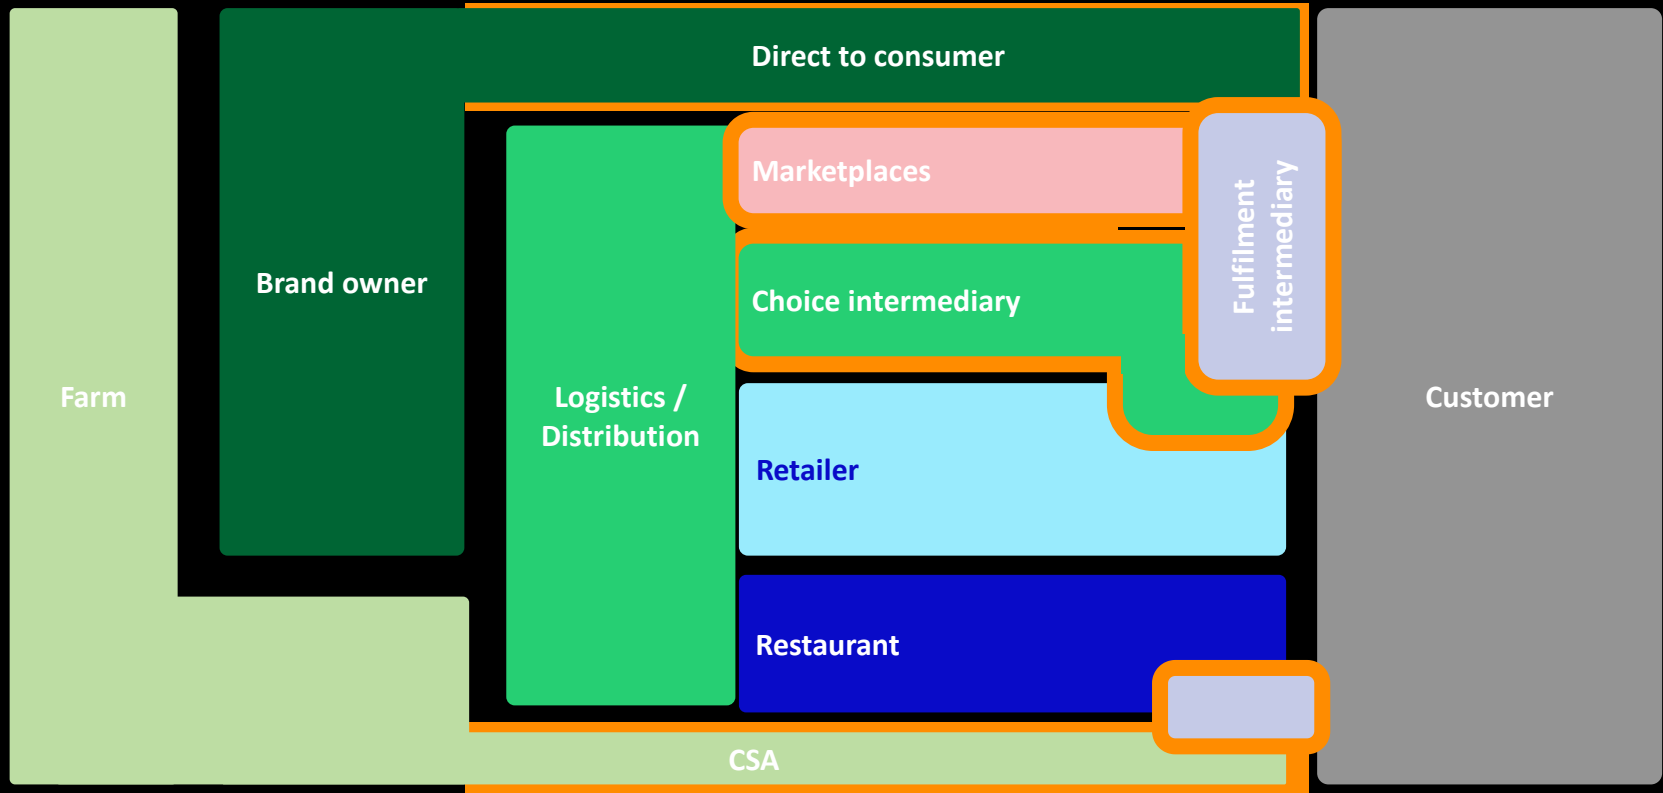 Direct to consumer
Marketplaces
Fulfilment
intermediary
Brand owner
Choice intermediary
Farm
Logistics /
Distribution
Customer
Retailer
Restaurant
CSA